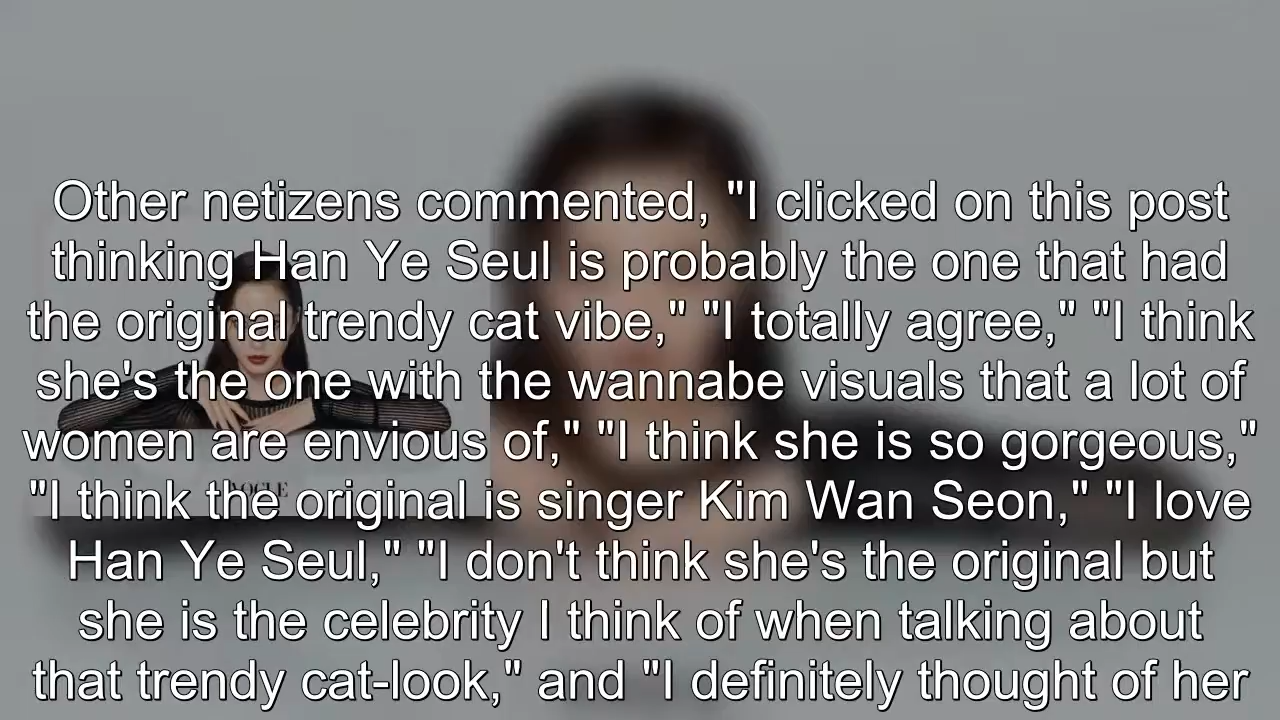 Other netizens commented, "I clicked on this post
thinking Han Ye Seul is probably the one that had
the original trendy cat vibe," "I totally agree," "I think
she's the one with the wannabe visuals that a lot of
women are envious of," "I think she is so gorgeous,"
"I think the original is singer Kim Wan Seon," "I love
Han Ye Seul," "I don't think she's the original but
she is the celebrity I think of when talking about
that trendy cat-look," and "I definitely thought of her
VOGUE